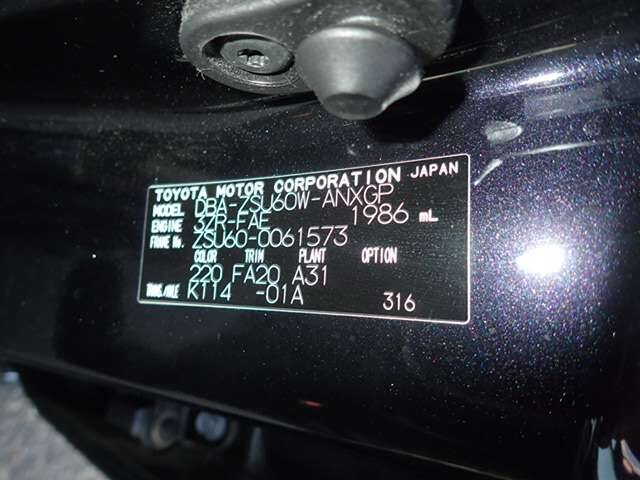 TOYOTA MOTOR CORPORATION JAPAN
MODEL DBA-ZSU60W-ANXGP
ENGINE 3ZR-FAE 1986 mL
FRAME No. ZSU60-0061573
COLOR TRIM PLANT OPTION
220 FA20 A31
TRANS./AXLE K114 -01A 316